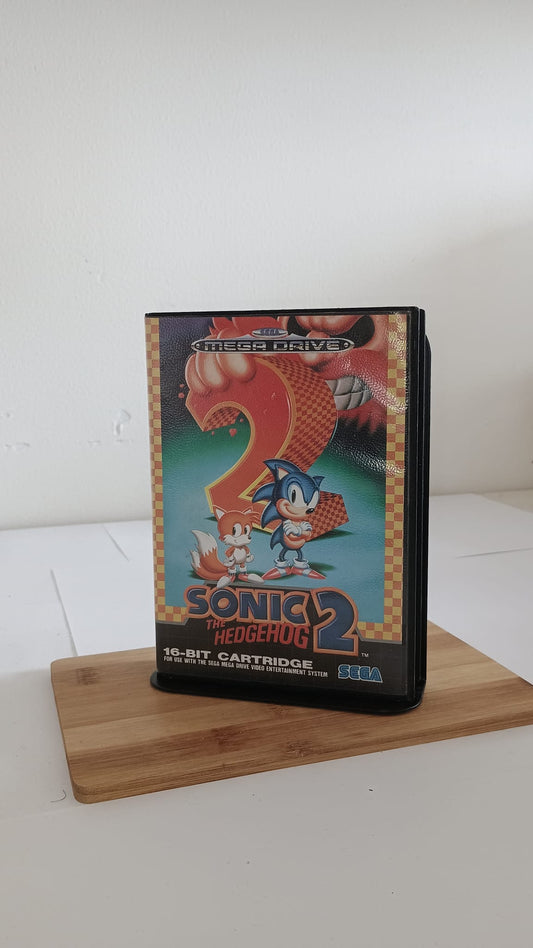 SEGA
MEGA DRIVE
2
SONIC 2
THE
HEDGEHOG
TM
16-BIT CARTRIDGE
FOR USE WITH THE SEGA MEGA DRIVE VIDEO ENTERTAINMENT SYSTEM
SEGA